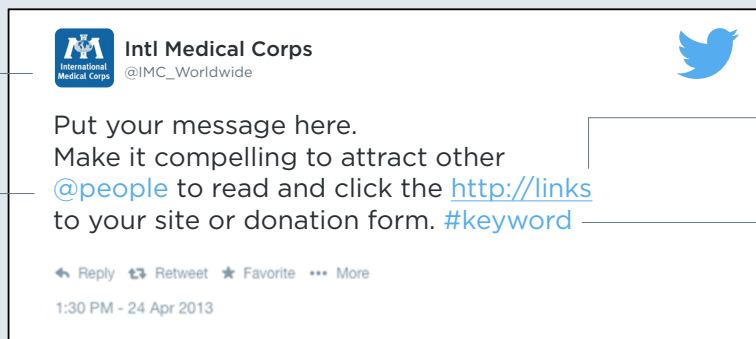 International
Medical Corps
Intl Medical Corps
@IMC_Worldwide
Put your message here.
Make it compelling to attract other
@people to read and click the http://links
to your site or donation form. #keyword
Reply Retweet Favorite More
1:30 PM - 24 Apr 2013